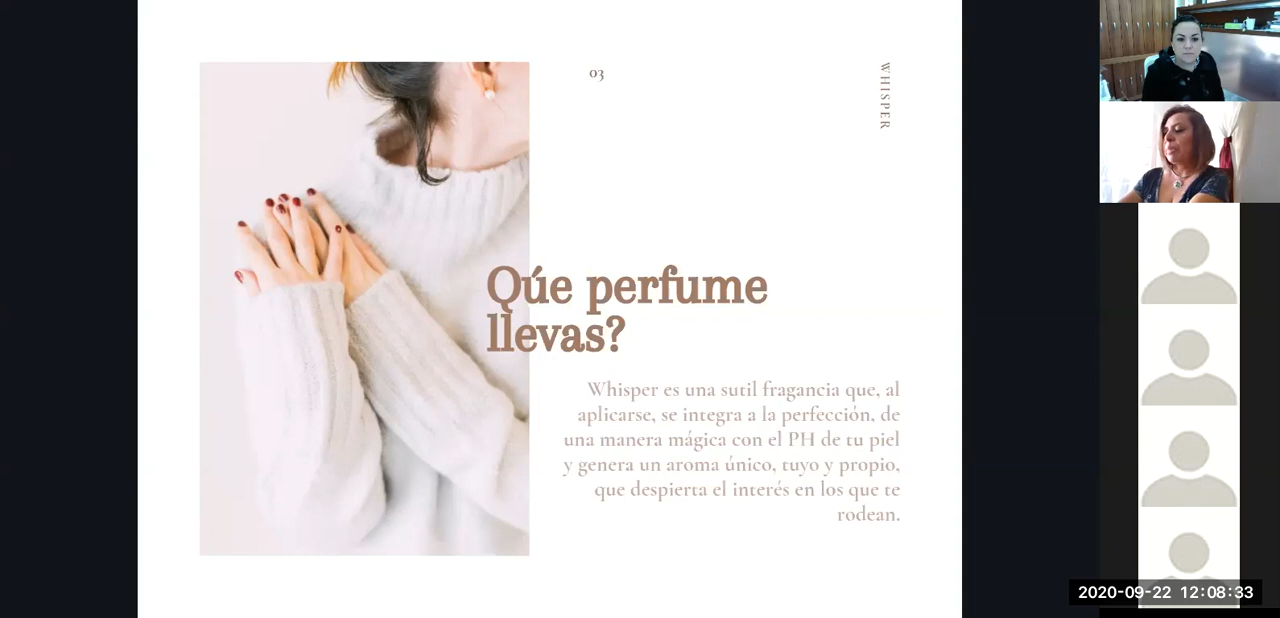 03
WHISPER
Qúe perfume
llevas?
Whisper es una sutil fragancia que, al
aplicarse, se integra a la perfección, de
una manera mágica con el PH de tu piel
y genera un aroma único, tuyo y propio,
que despierta el interés en los que te
rodean.
2020-09-22 12:08:33